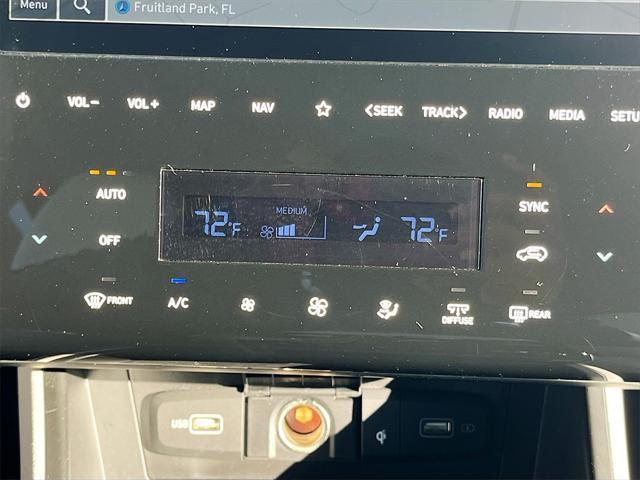 Menu Fruitland Park, FL
VOL- VOL+ MAP NAV <SEEK TRACK> RADIO MEDIA SETU
AUTO SYNC
MEDIUM
72°F 72°F
OFF
FRONT A/C DIFFUSE REAR
USB